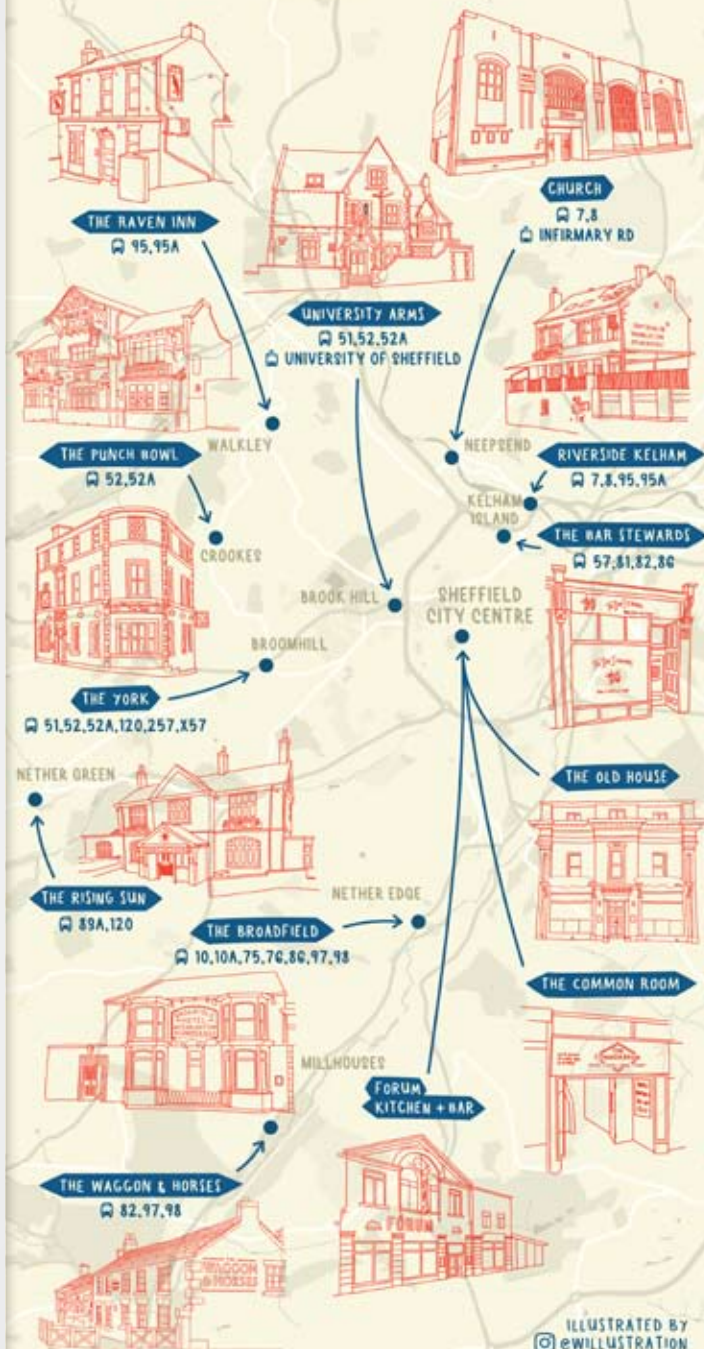 THE RAVEN INN
95,95A
CHURCH
7,8
INFIRMARY RD
UNIVERSITY ARMS
51,52,52A
UNIVERSITY OF SHEFFIELD
WALKLEY
NEEPSEND
THE PUNCH BOWL
52,52A
RIVERSIDE KELHAM
7,8,95,95A
KELHAM
ISLAND
THE BAR STEWARDS
57,81,82,86
CROOKES
BROOK HILL
SHEFFIELD
CITY CENTRE
BROOMHILL
THE YORK
51,52,52A,120,257,X57
NETHER GREEN
THE OLD HOUSE
THE RISING SUN
89A,120
NETHER EDGE
THE BROADFIELD
10,10A,75,76,86,97,98
THE COMMON ROOM
MILLHOUSES
FORUM
KITCHEN + BAR
THE WAGGON & HORSES
82,97,98
FORUM
WAGGON
& HORSES
ILLUSTRATED BY
@WILLUSTRATION